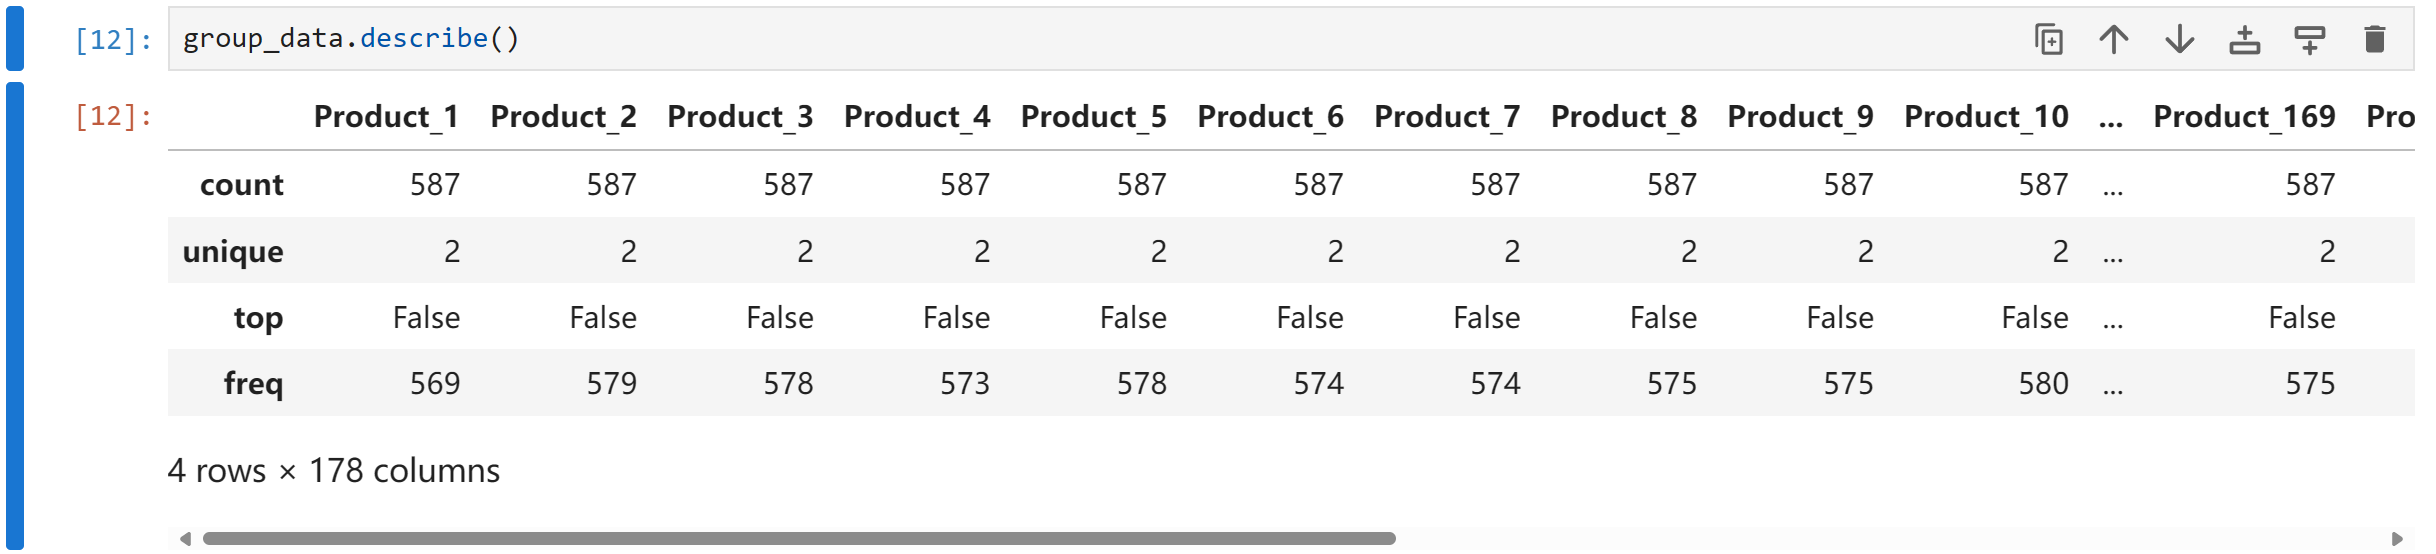 [12]: group_data.describe()
[12]: Product_1 Product_2 Product_3 Product_4 Product_5 Product_6 Product_7 Product_8 Product_9 Product_10 ... Product_169 Pro
count 587 587 587 587 587 587 587 587 587 587 ... 587
unique 2 2 2 2 2 2 2 2 2 2 ... 2
top False False False False False False False False False False ... False
freq 569 579 578 573 578 574 574 575 575 580 ... 575
4 rows × 178 columns